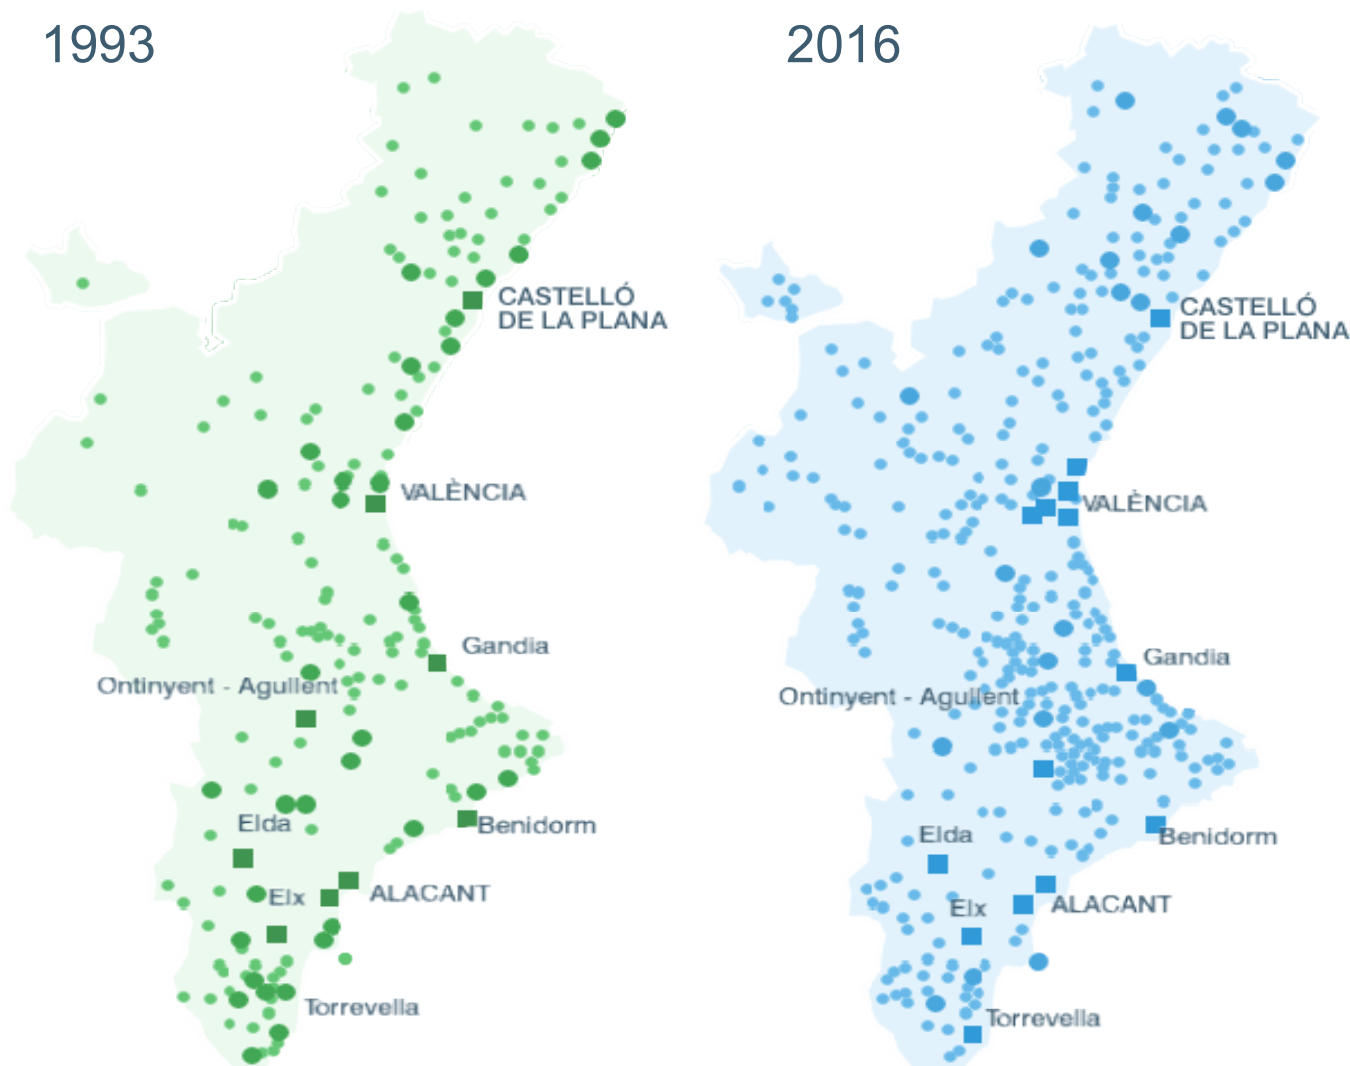 1993
CASTELLÓ
DE LA PLANA
VALÈNCIA
Gandia
Ontinyent - Agullent
Elda
Benidorm
Elx
ALACANT
Torrevella
2016
CASTELLÓ
DE LA PLANA
VALÈNCIA
Gandia
Ontinyent - Agullent
Elda
Benidorm
Elx
ALACANT
Torrevella